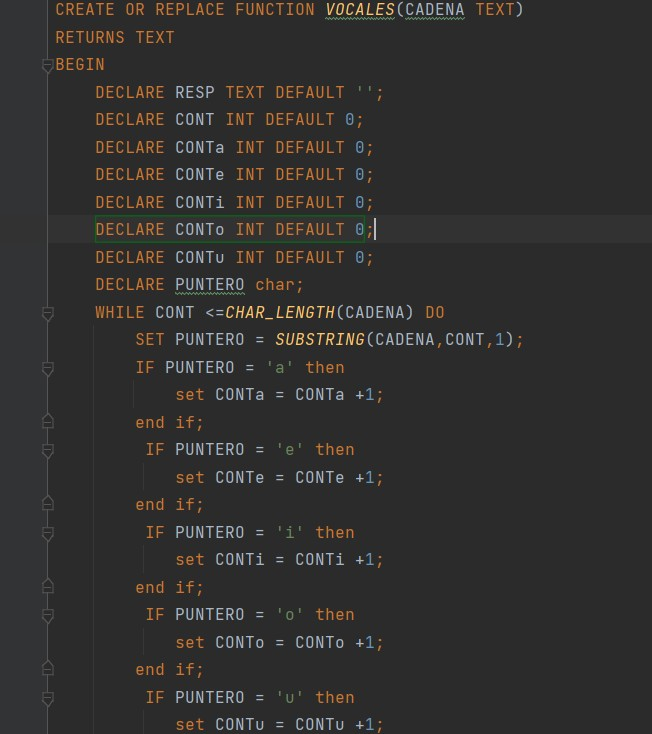 CREATE OR REPLACE FUNCTION VOCALES(CADENA TEXT)
RETURNS TEXT
BEGIN
    DECLARE RESP TEXT DEFAULT '';
    DECLARE CONT INT DEFAULT 0;
    DECLARE CONTa INT DEFAULT 0;
    DECLARE CONTe INT DEFAULT 0;
    DECLARE CONTi INT DEFAULT 0;
    DECLARE CONTo INT DEFAULT 0;
    DECLARE CONTu INT DEFAULT 0;
    DECLARE PUNTERO char;
    WHILE CONT <=CHAR_LENGTH(CADENA) DO
        SET PUNTERO = SUBSTRING(CADENA,CONT,1);
        IF PUNTERO = 'a' then
            set CONTa = CONTa +1;
        end if;
         IF PUNTERO = 'e' then
            set CONTe = CONTe +1;
        end if;
         IF PUNTERO = 'i' then
            set CONTi = CONTi +1;
        end if;
         IF PUNTERO = 'o' then
            set CONTo = CONTo +1;
        end if;
         IF PUNTERO = 'u' then
            set CONTu = CONTu +1;